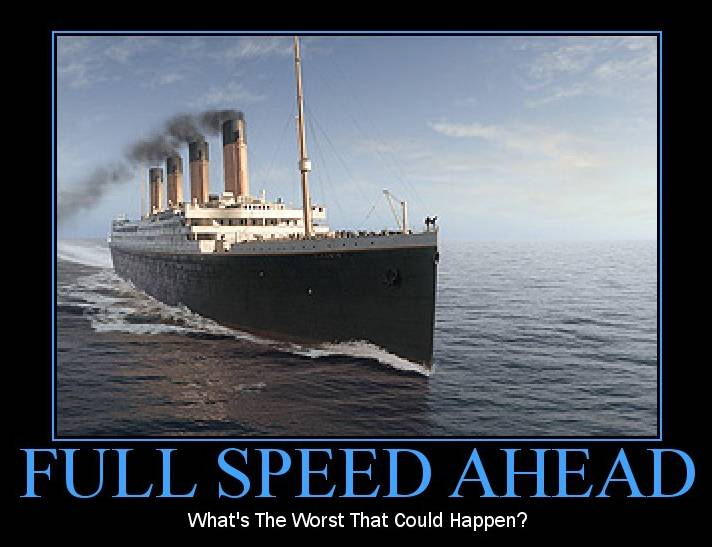 FULL SPEED AHEAD
What's The Worst That Could Happen?